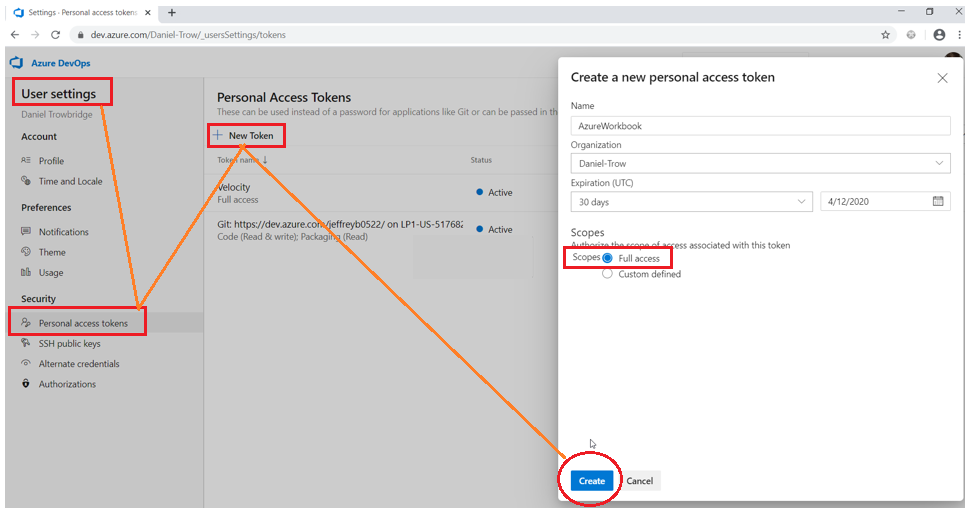 Settings - Personal access tokens
dev.azure.com/Daniel-Trow/_usersSettings/tokens
Azure DevOps
User settings
Daniel Trowbridge
Account
Profile
Time and Locale
Preferences
Notifications
Theme
Usage
Security
Personal access tokens
SSH public keys
Alternate credentials
Authorizations
Personal Access Tokens
These can be used instead of a password for applications like Git or can be passed in the
New Token
Token name ↓ Status
Velocity
Full access
Active
Git: https://dev.azure.com/jeffreyb0522/ on LP1-US-517682
Code (Read & write); Packaging (Read)
Active
Create a new personal access token
Name
AzureWorkbook
Organization
Daniel-Trow
Expiration (UTC)
30 days 4/12/2020
Scopes
Authorize the scope of access associated with this token
Scopes Full access
Custom defined
Create Cancel